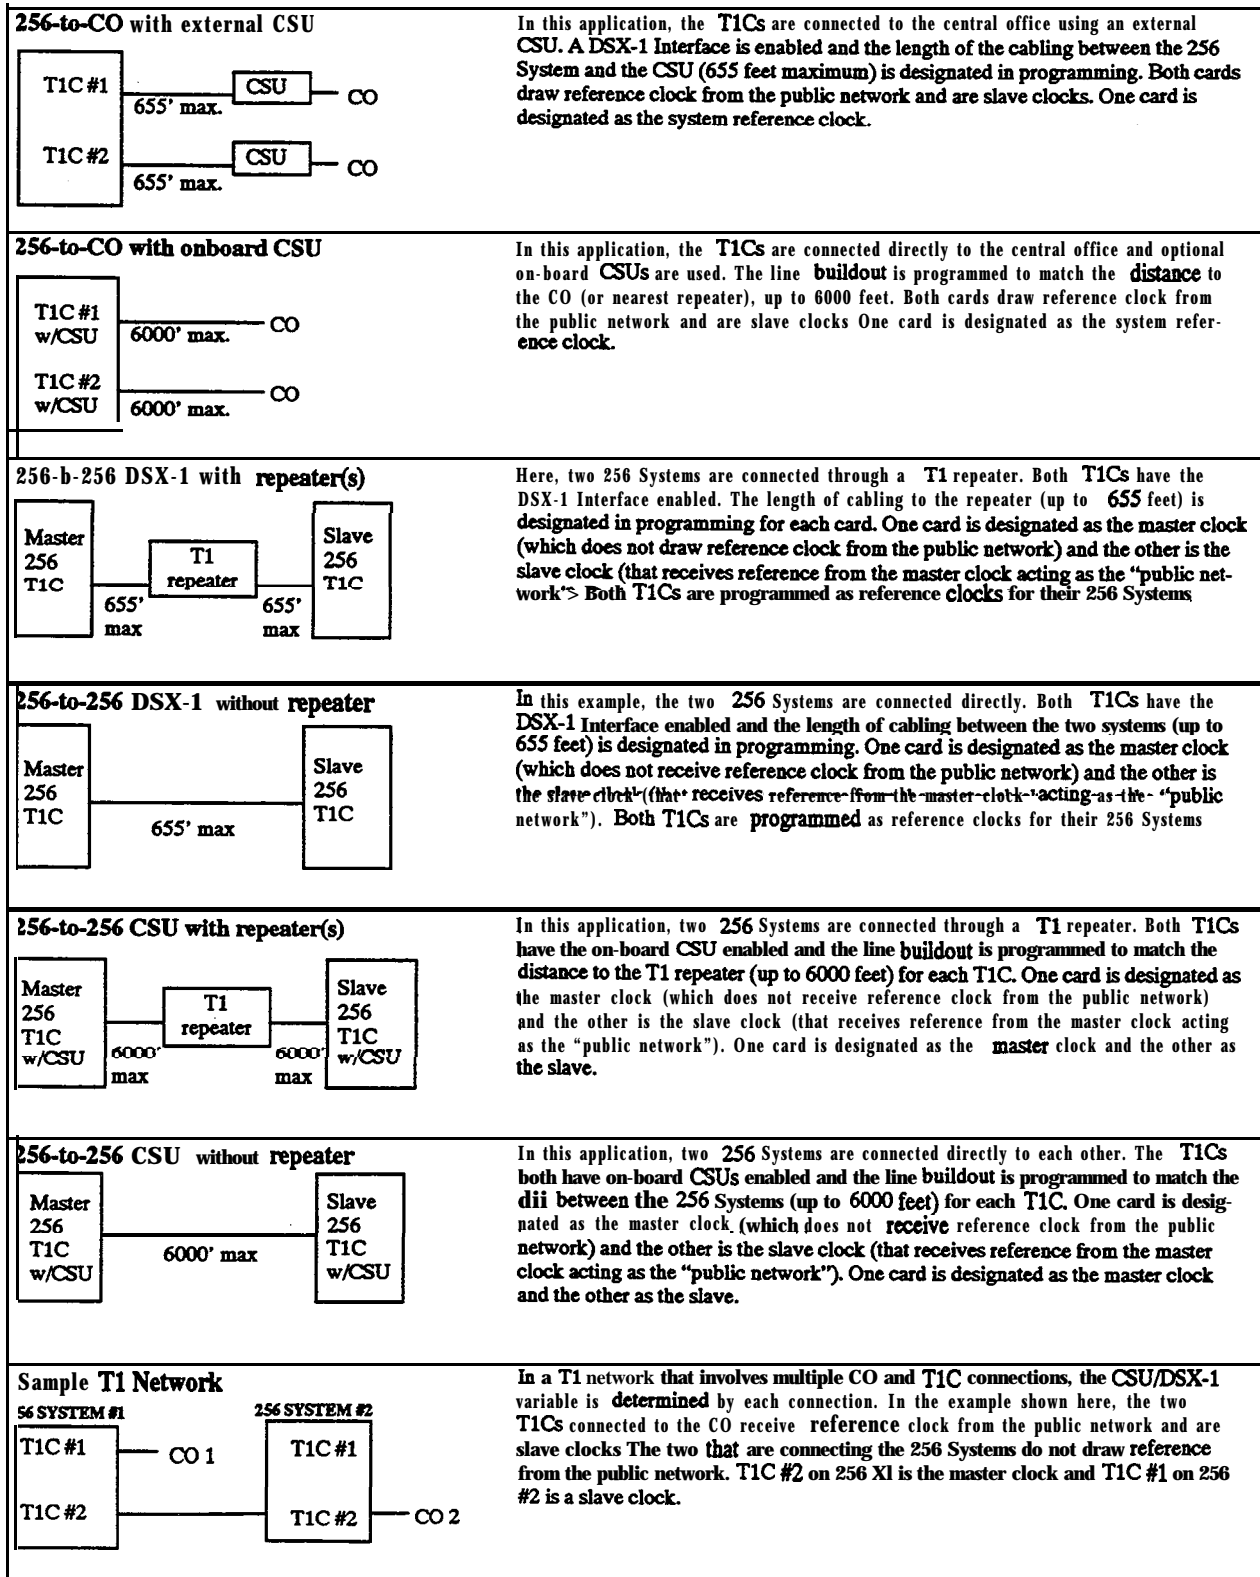 256-to-CO with external CSU
T1C #1
655' max.
CSU
CO
T1C #2
655' max.
CSU
CO
In this application, the T1Cs are connected to the central office using an external
CSU. A DSX-1 Interface is enabled and the length of the cabling between the 256
System and the CSU (655 feet maximum) is designated in programming. Both cards
draw reference clock from the public network and are slave clocks. One card is
designated as the system reference clock.
256-to-CO with onboard CSU
T1C #1
w/CSU
6000' max.
CO
T1C #2
w/CSU
6000' max.
CO
In this application, the T1Cs are connected directly to the central office and optional
on-board CSUs are used. The line buildout is programmed to match the distance to
the CO (or nearest repeater), up to 6000 feet. Both cards draw reference clock from
the public network and are slave clocks One card is designated as the system refer-
ence clock.
256-b-256 DSX-1 with repeater(s)
Master
256
T1C
655'
max
T1
repeater
655'
max
Slave
256
T1C
Here, two 256 Systems are connected through a T1 repeater. Both T1Cs have the
DSX-1 Interface enabled. The length of cabling to the repeater (up to 655 feet) is
designated in programming for each card. One card is designated as the master clock
(which does not draw reference clock from the public network) and the other is the
slave clock (that receives reference from the master clock acting as the “public net-
work”> Both T1Cs are programmed as reference clocks for their 256 Systems
256-to-256 DSX-1 without repeater
Master
256
T1C
655' max
Slave
256
T1C
In this example, the two 256 Systems are connected directly. Both T1Cs have the
DSX-1 Interface enabled and the length of cabling between the two systems (up to
655 feet) is designated in programming. One card is designated as the master clock
(which does not receive reference clock from the public network) and the other is
the slave clock (that receives reference from the master clock acting as the “public
network”). Both T1Cs are programmed as reference clocks for their 256 Systems
256-to-256 CSU with repeater(s)
Master
256
T1C
w/CSU
6000'
max
T1
repeater
6000'
max
Slave
256
T1C
w/CSU
In this application, two 256 Systems are connected through a T1 repeater. Both T1Cs
have the on-board CSU enabled and the line buildout is programmed to match the
distance to the T1 repeater (up to 6000 feet) for each T1C. One card is designated as
the master clock (which does not receive reference clock from the public network)
and the other is the slave clock (that receives reference from the master clock acting
as the “public network”). One card is designated as the master clock and the other as
the slave.
256-to-256 CSU without repeater
Master
256
T1C
w/CSU
6000' max
Slave
256
T1C
w/CSU
In this application, two 256 Systems are connected directly to each other. The T1Cs
both have on-board CSUs enabled and the line buildout is programmed to match the
dii between the 256 Systems (up to 6000 feet) for each T1C. One card is desig-
nated as the master clock (which does not receive reference clock from the public
network) and the other is the slave clock (that receives reference from the master
clock acting as the “public network”). One card is designated as the master clock
and the other as the slave.
Sample T1 Network
56 SYSTEM #1
T1C #1
CO 1
T1C #2
256 SYSTEM #2
T1C #1
T1C #2
CO 2
In a T1 network that involves multiple CO and T1C connections, the CSU/DSX-1
variable is determined by each connection. In the example shown here, the two
T1Cs connected to the CO receive reference clock from the public network and are
slave clocks The two that are connecting the 256 Systems do not draw reference
from the public network. T1C #2 on 256 Xl is the master clock and T1C #1 on 256
#2 is a slave clock.